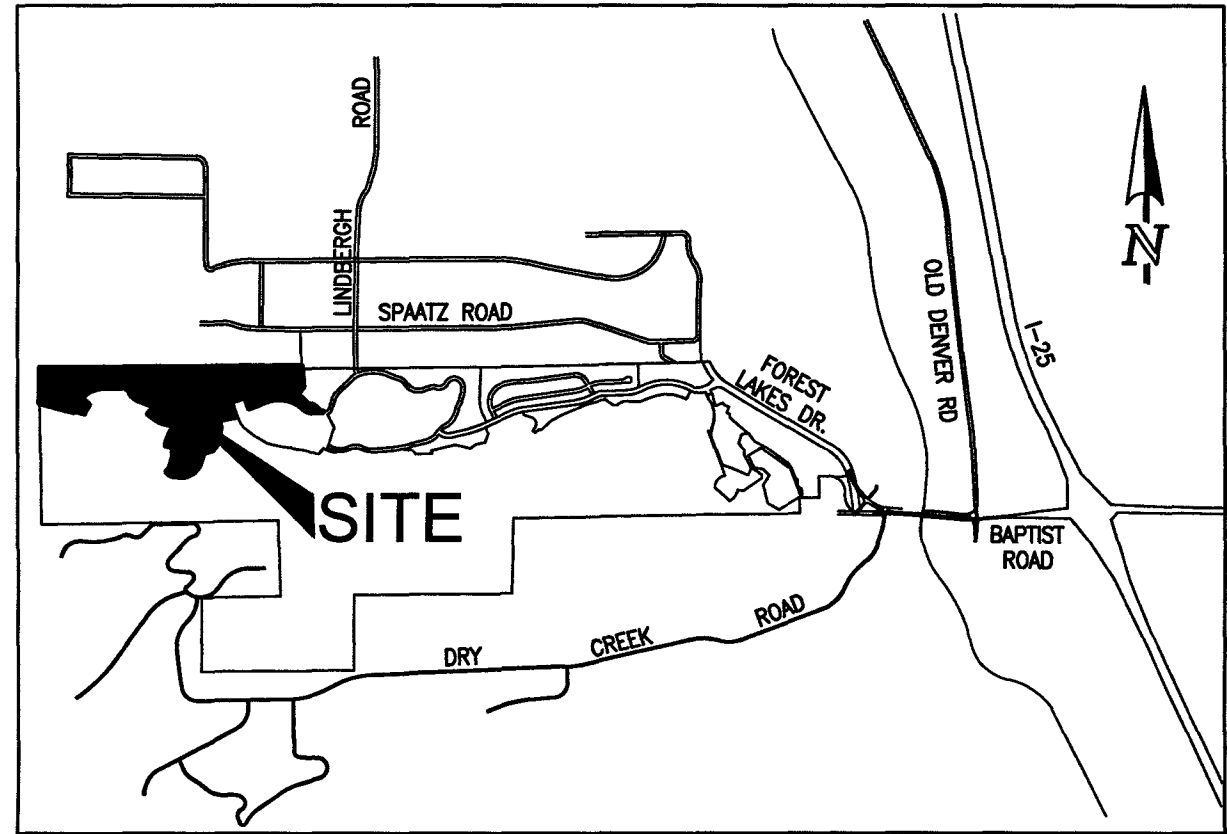 LINDBERGH ROAD
SPAATZ ROAD
FOREST
LAKES DR.
OLD DENVER RD
I-25
N
SITE
BAPTIST
ROAD
DRY CREEK ROAD